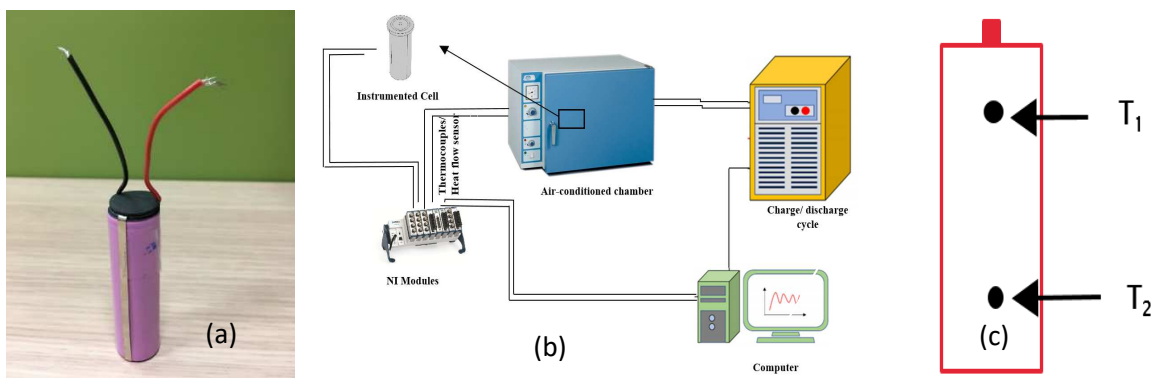 (a)
Instrumented Cell
Thermocouples/
Heat flow sensor
Air-conditioned chamber
Charge/ discharge
cycle
NI Modules
Computer
(b)
T1
T2
(c)